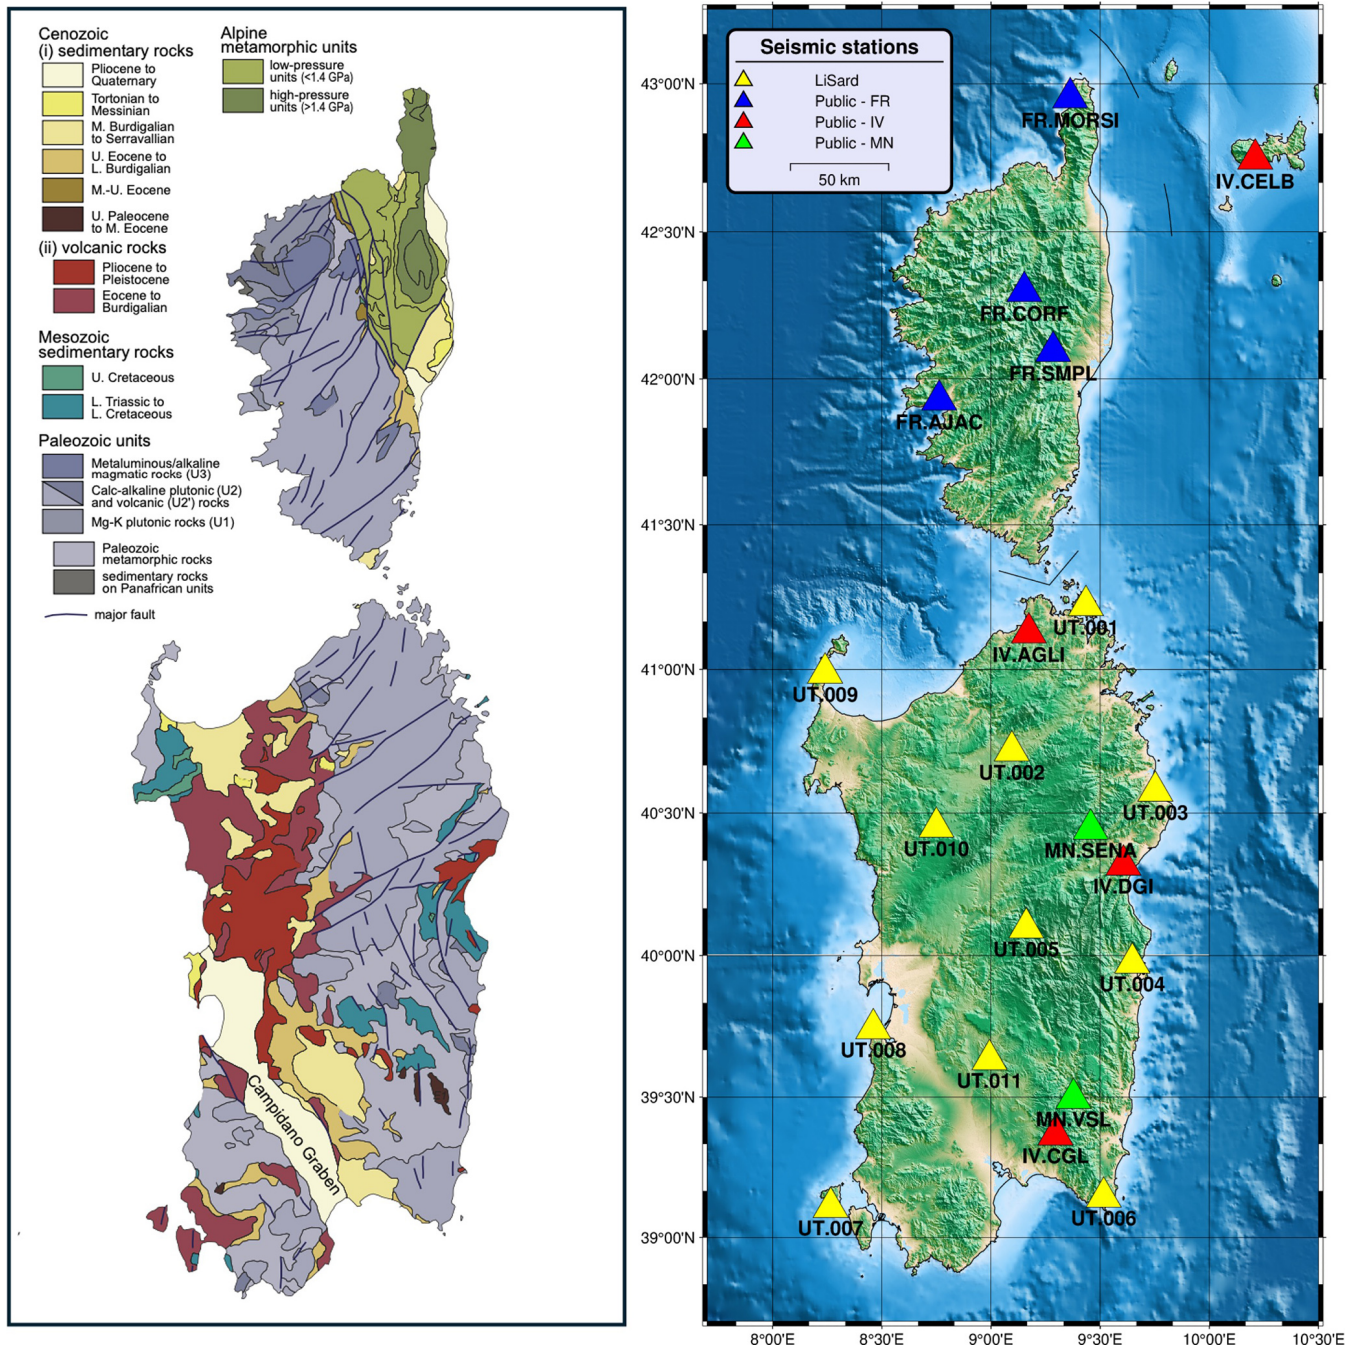 Cenozoic
(i) sedimentary rocks
Pliocene to
Quaternary
Tortonian to
Messinian
M. Burdigalian
to Serravallian
U. Eocene to
L. Burdigalian
M.-U. Eocene
U. Paleocene
to M. Eocene
(ii) volcanic rocks
Pliocene to
Pleistocene
Eocene to
Burdigalian
Mesozoic
sedimentary rocks
U. Cretaceous
L. Triassic to
L. Cretaceous
Paleozoic units
Metaluminous/alkaline
magmatic rocks (U3)
Calc-alkaline plutonic (U2)
and volcanic (U2') rocks
Mg-K plutonic rocks (U1)
Paleozoic
metamorphic rocks
sedimentary rocks
on Panafrican units
major fault
Alpine
metamorphic units
low-pressure
units (<1.4 GPa)
high-pressure
units (>1.4 GPa)
Campidano Graben
Seismic stations
LiSard
Public - FR
Public - IV
Public - MN
50 km
43°00'N
42°30'N
42°00'N
41°30'N
41°00'N
40°30'N
40°00'N
39°30'N
39°00'N
FR.MORSI
IV.CELB
FR.CORF
FR.SMPL
FR.AJAC
UT.001
IV.AGLI
UT.009
UT.002
UT.003
UT.010
MN.SENA
IV.DGI
UT.005
UT.004
UT.008
UT.011
MN.VSL
IV.CGL
UT.006
UT.007
8°00'E
8°30'E
9°00'E
9°30'E
10°00'E
10°30'E